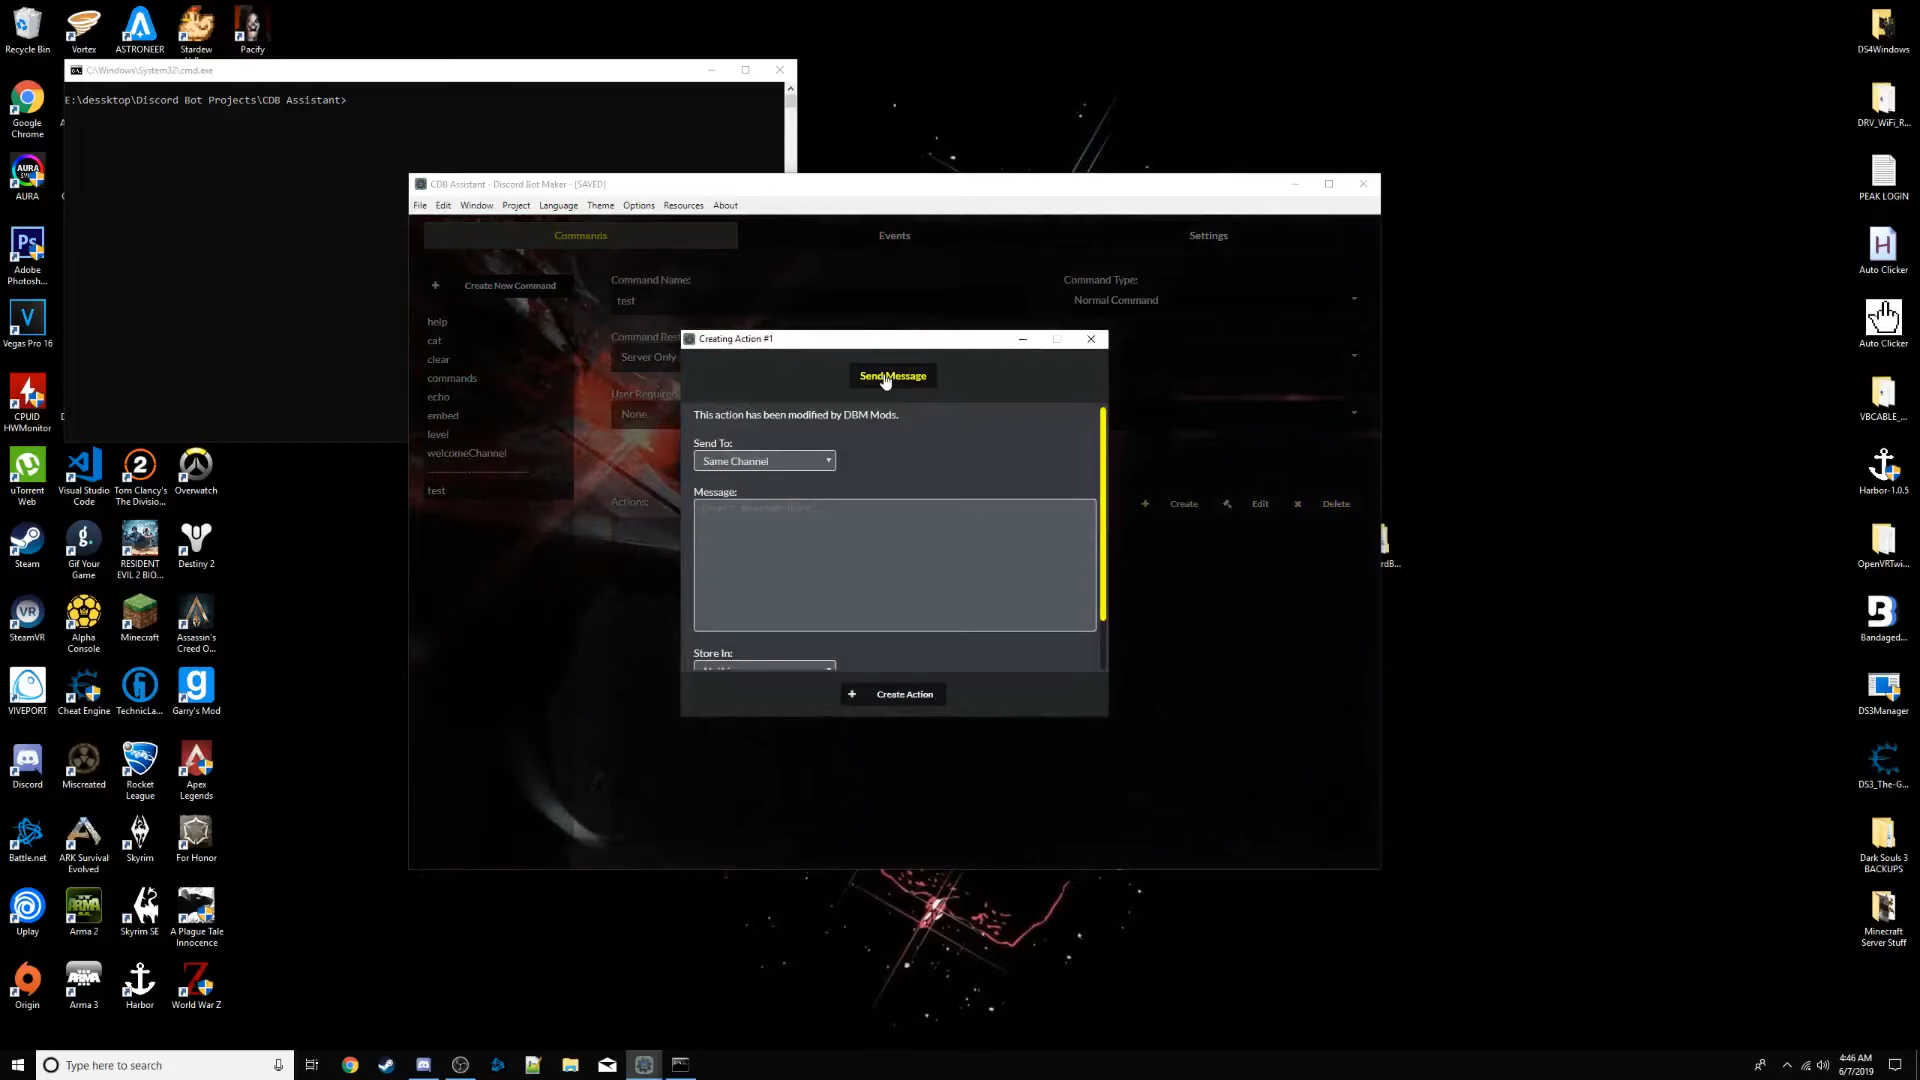 Recycle Bin
Vortex
ASTRONEER
Stardew
Pacify
DS4Windows
C:\Windows\System32\cmd.exe
E:\dessktop\Discord Bot Projects\CDB Assistant>
Google
Chrome
AURA
Adobe
Photosh...
Vegas Pro 16
CPUID
HWMonitor
uTorrent
Web
Visual Studio
Code
Tom Clancy's
The Divisio...
Overwatch
Steam
Gif Your
Game
RESIDENT
EVIL 2 BIO...
Destiny 2
SteamVR
Alpha
Console
Minecraft
Assassin's
Creed O...
VIVEPORT
Cheat Engine
TechnicLa...
Garry's Mod
Discord
Miscreated
Rocket
League
Apex
Legends
Battle.net
ARK Survival
Evolved
Skyrim
For Honor
Uplay
Arma 2
Skyrim SE
A Plague Tale
Innocence
Origin
Arma 3
Harbor
World War Z
CDB Assistant - Discord Bot Maker - [SAVED]
File Edit Window Project Language Theme Options Resources About
Commands
Events
Settings
+ Create New Command
help
cat
clear
commands
echo
embed
level
welcomeChannel
test
Command Name:
test
Command Type:
Normal Command
Command Res
Server Only
User Required
None
Actions:
+ Create
Edit
Delete
Creating Action #1
Send Message
This action has been modified by DBM Mods.
Send To:
Same Channel
Message:
Insert message here...
Store In:
+ Create Action
DRV_WiFi_R...
PEAK LOGIN
Auto Clicker
Auto Clicker
VBCABLE_...
Harbor-1.0.5
OpenVRTwi...
Bandaged...
DS3Manager
DS3_The-G...
Dark Souls 3
BACKUPS
Minecraft
Server Stuff
rdB...
Type here to search
4:46 AM
6/7/2019